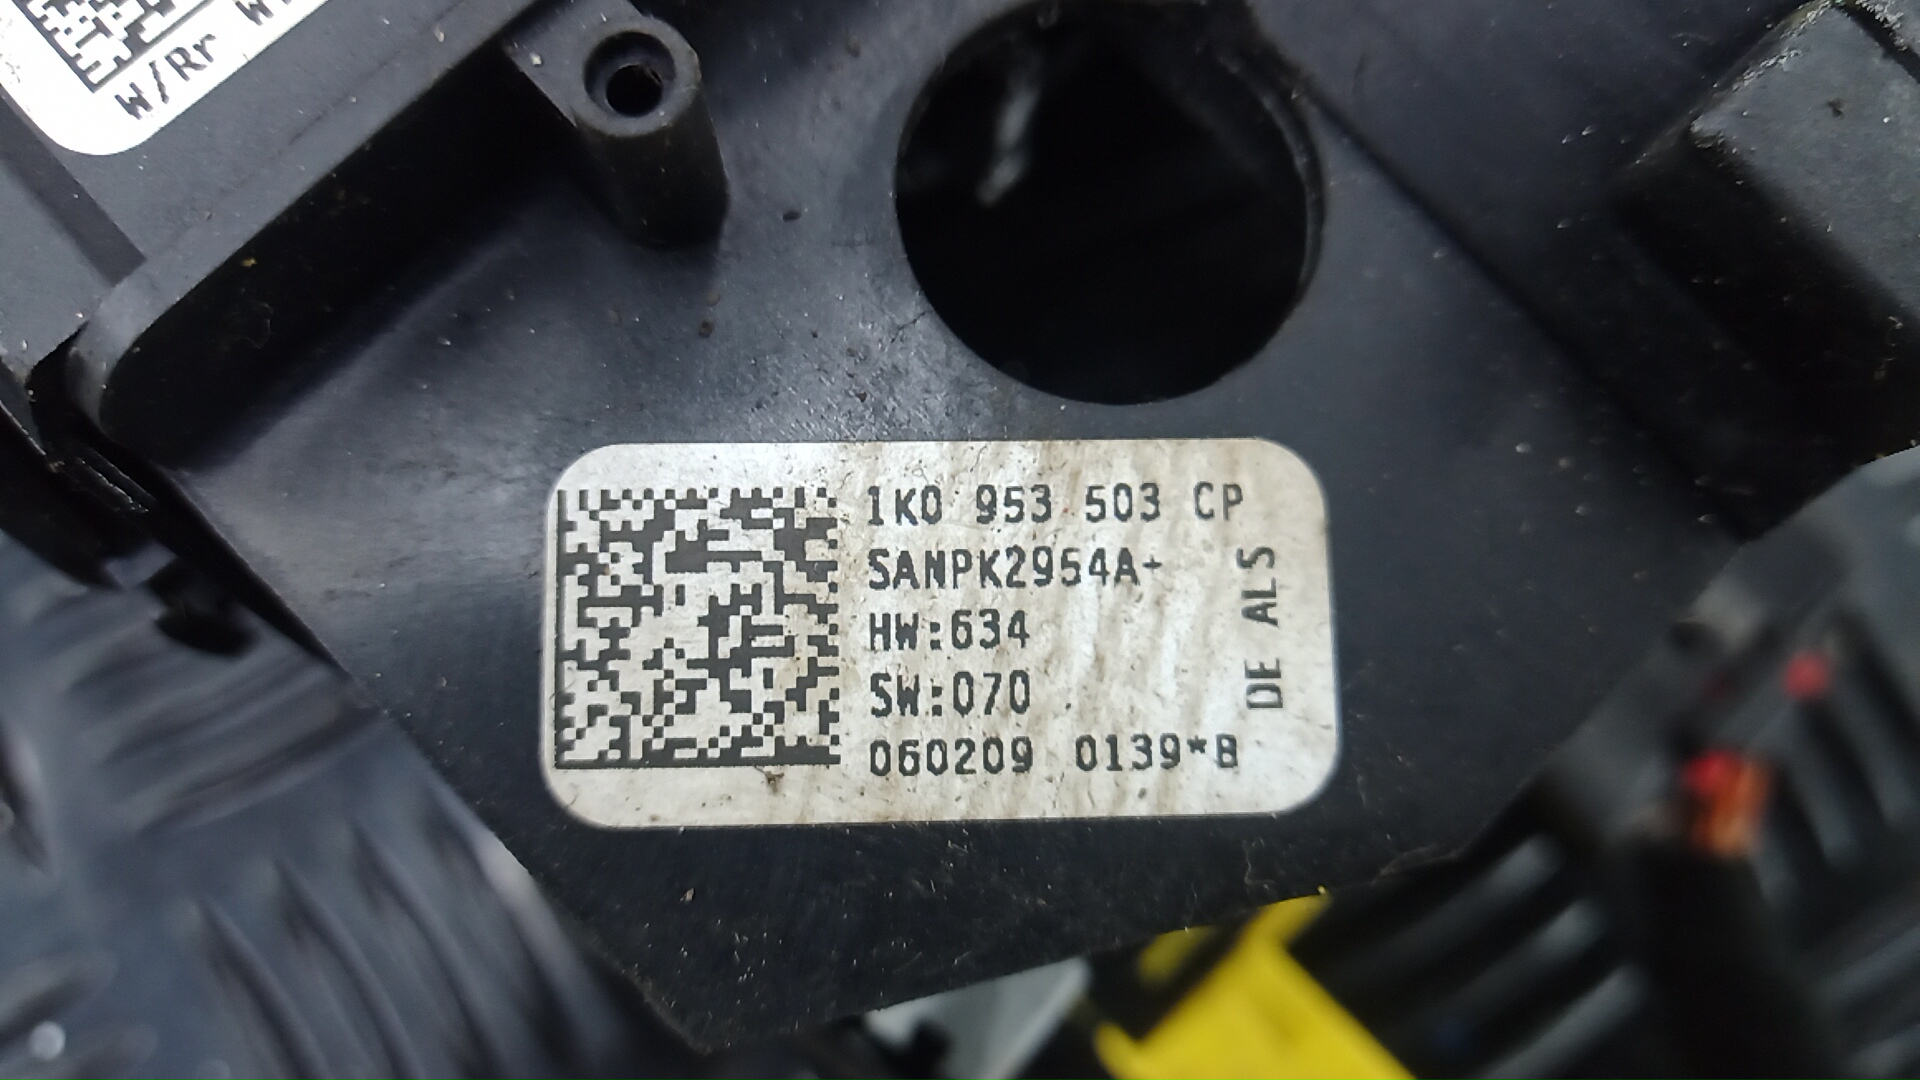 W/Rr
1K0 953 503 CP
SANPK2954A+
HW:634
SW:070
060209 0139*B
DE ALS